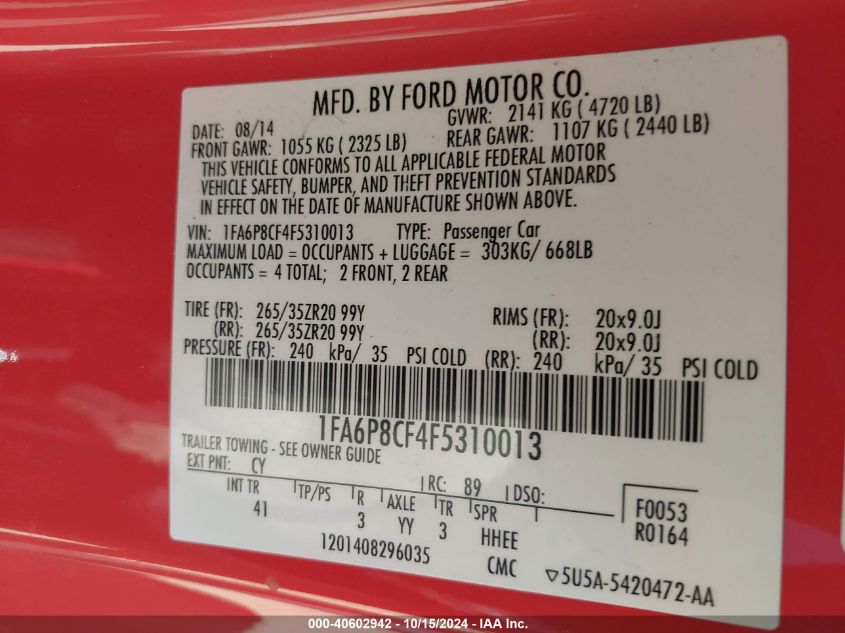 MFD. BY FORD MOTOR CO.
DATE: 08/14 GVWR: 2141 KG ( 4720 LB)
FRONT GAWR: 1055 KG ( 2325 LB) REAR GAWR: 1107 KG ( 2440 LB)
THIS VEHICLE CONFORMS TO ALL APPLICABLE FEDERAL MOTOR
VEHICLE SAFETY, BUMPER, AND THEFT PREVENTION STANDARDS
IN EFFECT ON THE DATE OF MANUFACTURE SHOWN ABOVE.
VIN: 1FA6P8CF4F5310013 TYPE: Passenger Car
MAXIMUM LOAD = OCCUPANTS + LUGGAGE = 303KG/ 668LB
OCCUPANTS = 4 TOTAL; 2 FRONT, 2 REAR
TIRE (FR): 265/35ZR20 99Y RIMS (FR): 20x9.0J
(RR): 265/35ZR20 99Y (RR): 20x9.0J
PRESSURE (FR): 240 kPa/ 35 PSI COLD (RR): 240 kPa/ 35 PSI COLD
1FA6P8CF4F5310013
TRAILER TOWING - SEE OWNER GUIDE
EXT PNT: CY RC: 89 DSO:
INT TR TP/PS R AXLE TR SPR
41 3 YY 3 HHEE
F0053
R0164
1201408296035 CMC ▽5U5A-5420472-AA
000-40602942 - 10/15/2024 - IAA Inc.